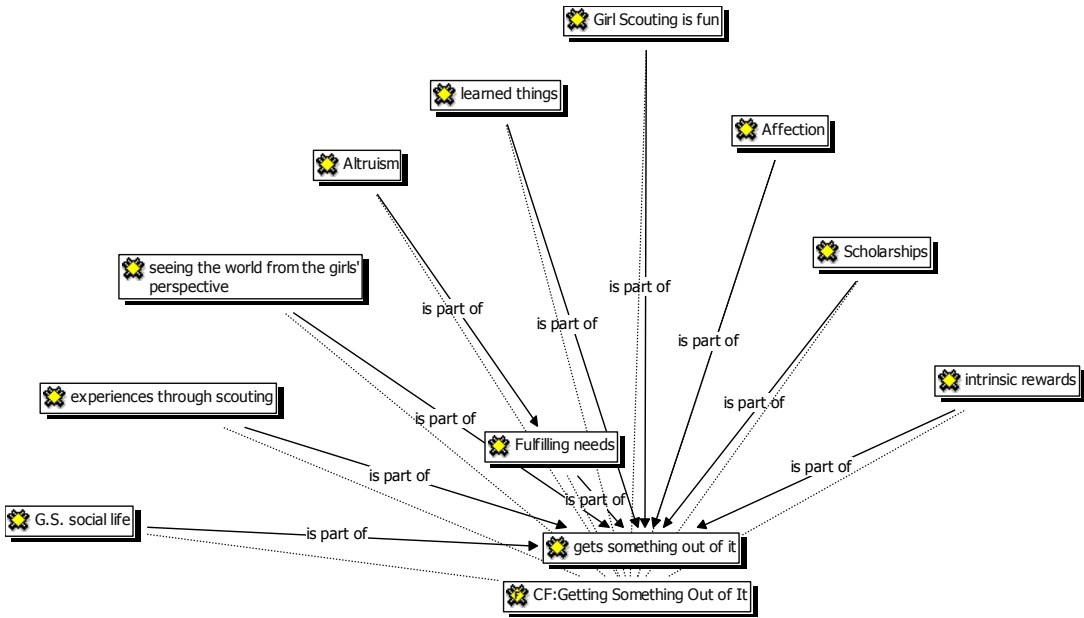 Girl Scouting is fun
learned things
Affection
Altruism
Scholarships
seeing the world from the girls'
perspective
is part of
is part of
is part of
is part of
intrinsic rewards
experiences through scouting
is part of
is part of
Fulfilling needs
is part of
is part of
is part of
G.S. social life
is part of
gets something out of it
CF:Getting Something Out of It